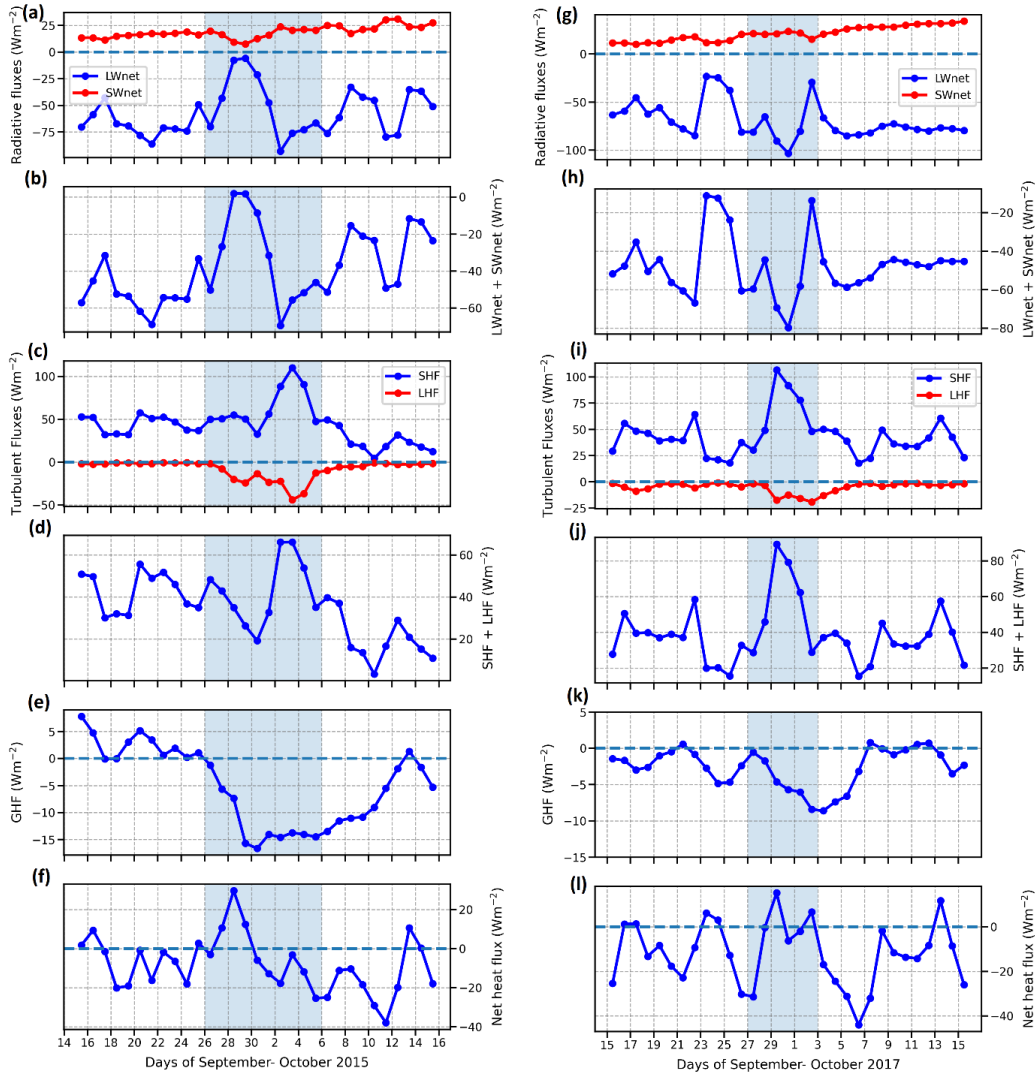 (a)
Radiative fluxes (Wm⁻²)
25
0
−25
−50
−75
LWnet
SWnet
(b)
0
−20
−40
−60
LWnet + SWnet (Wm⁻²)
(c)
Turbulent Fluxes (Wm⁻²)
100
50
0
−50
SHF
LHF
(d)
60
40
20
SHF + LHF (Wm⁻²)
(e)
GHF (Wm⁻²)
5
0
−5
−10
−15
(f)
20
0
−20
−40
Net heat flux (Wm⁻²)
14 16 18 20 22 24 26 28 30 2 4 6 8 10 12 14 16
Days of September- October 2015
(g)
Radiative fluxes (Wm⁻²)
50
0
−50
−100
LWnet
SWnet
(h)
−20
−40
−60
−80
LWnet + SWnet (Wm⁻²)
(i)
Turbulent Fluxes (Wm⁻²)
100
75
50
25
0
−25
SHF
LHF
(j)
80
60
40
20
SHF + LHF (Wm⁻²)
(k)
GHF (Wm⁻²)
5
0
−5
−10
−15
(l)
0
−20
−40
Net heat flux (Wm⁻²)
15 17 19 21 23 25 27 29 1 3 5 7 9 11 13 15
Days of September- October 2017